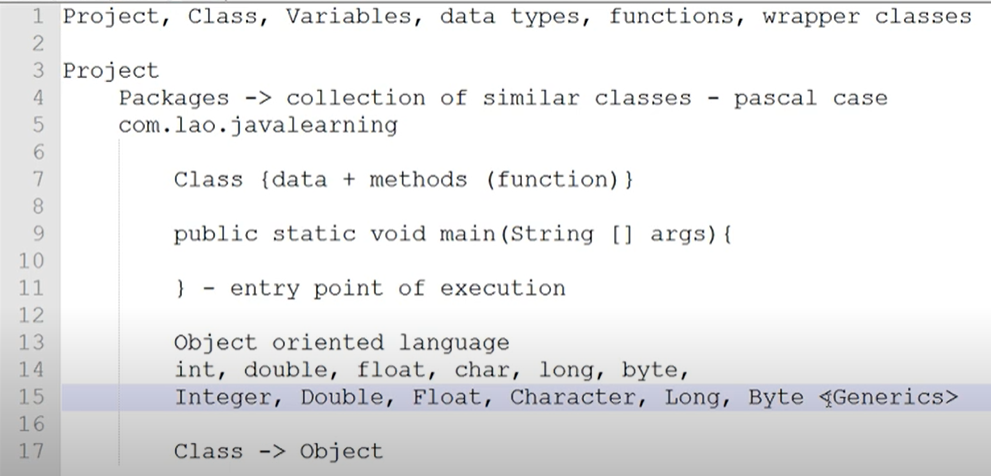 1 Project, Class, Variables, data types, functions, wrapper classes
2
3 Project
4 Packages -> collection of similar classes - pascal case
5 com.lao.javalearning
6
7 Class {data + methods (function)}
8
9 public static void main(String [] args){
10
11 } - entry point of execution
12
13 Object oriented language
14 int, double, float, char, long, byte,
15 Integer, Double, Float, Character, Long, Byte <Generics>
16
17 Class -> Object